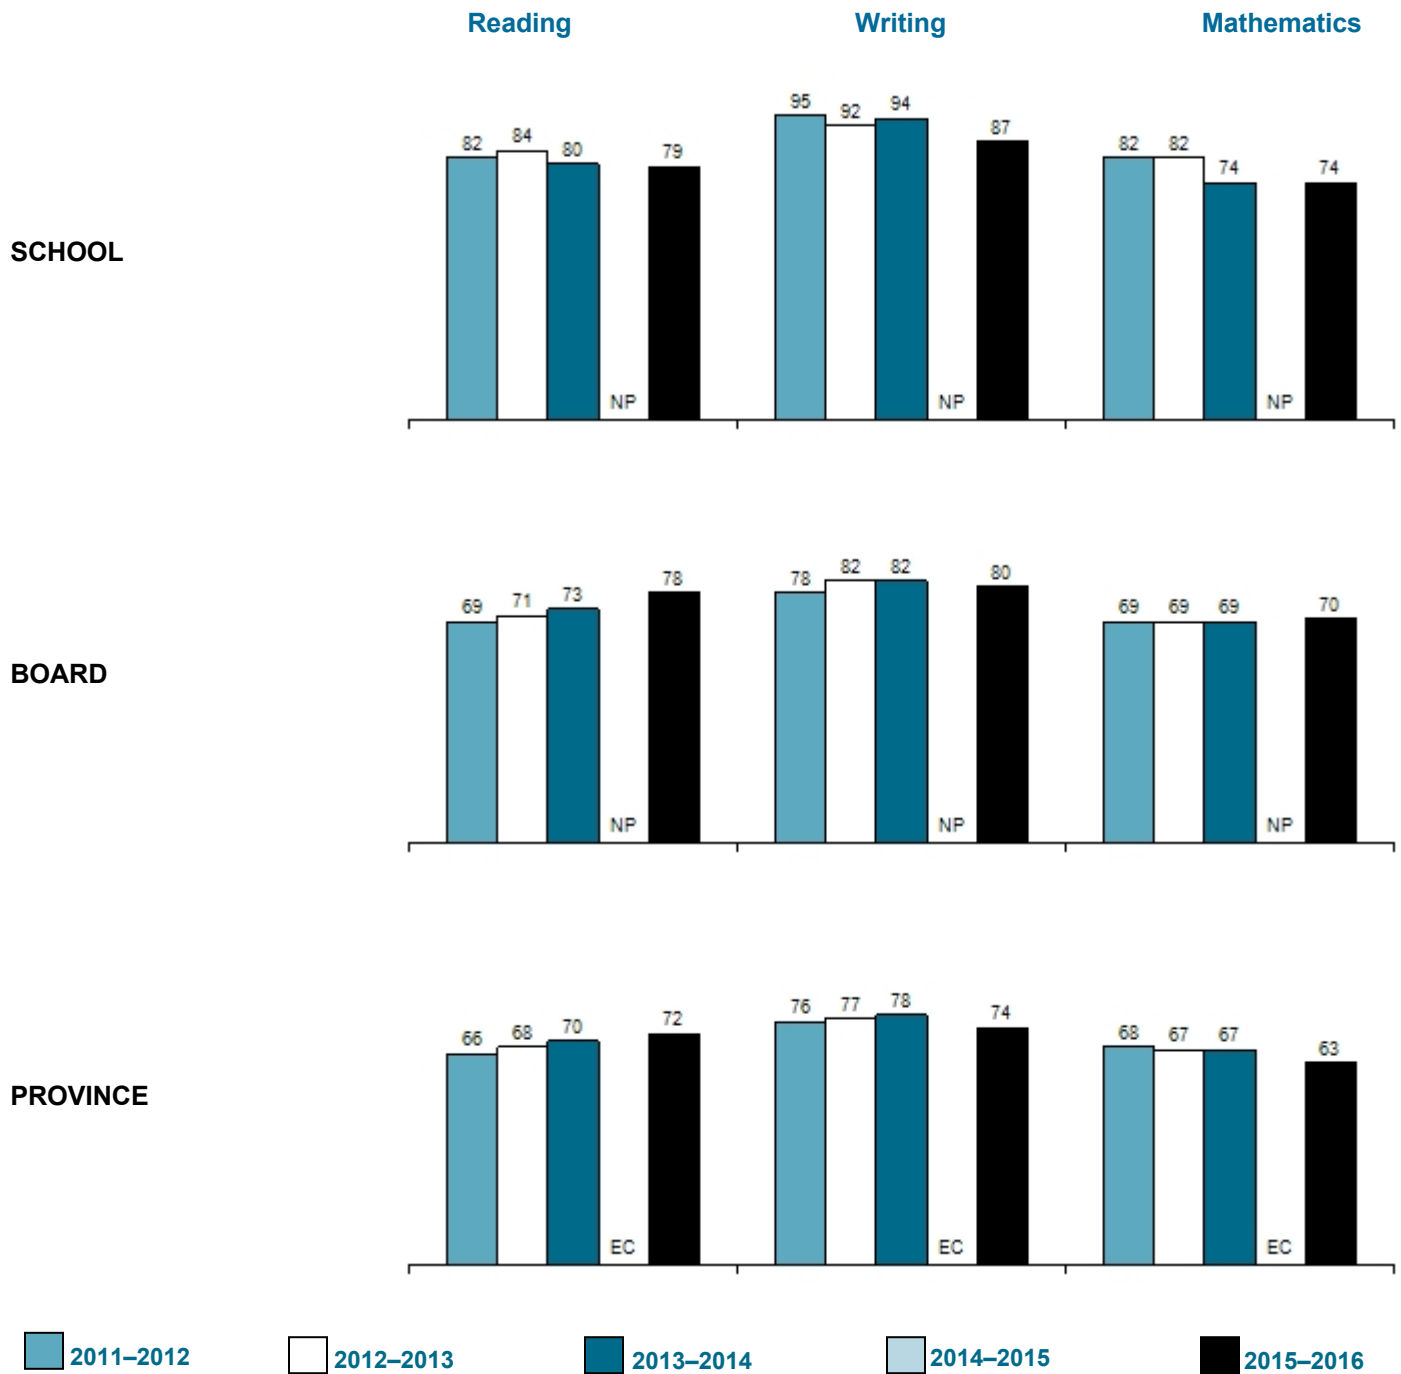 Reading Writing Mathematics
SCHOOL
82 84 80 NP 79 95 92 94 NP 87 82 82 74 NP 74
BOARD
69 71 73 NP 78 78 82 82 NP 80 69 69 69 NP 70
PROVINCE
66 68 70 EC 72 76 77 78 EC 74 68 67 67 EC 63
2011–2012 2012–2013 2013–2014 2014–2015 2015–2016